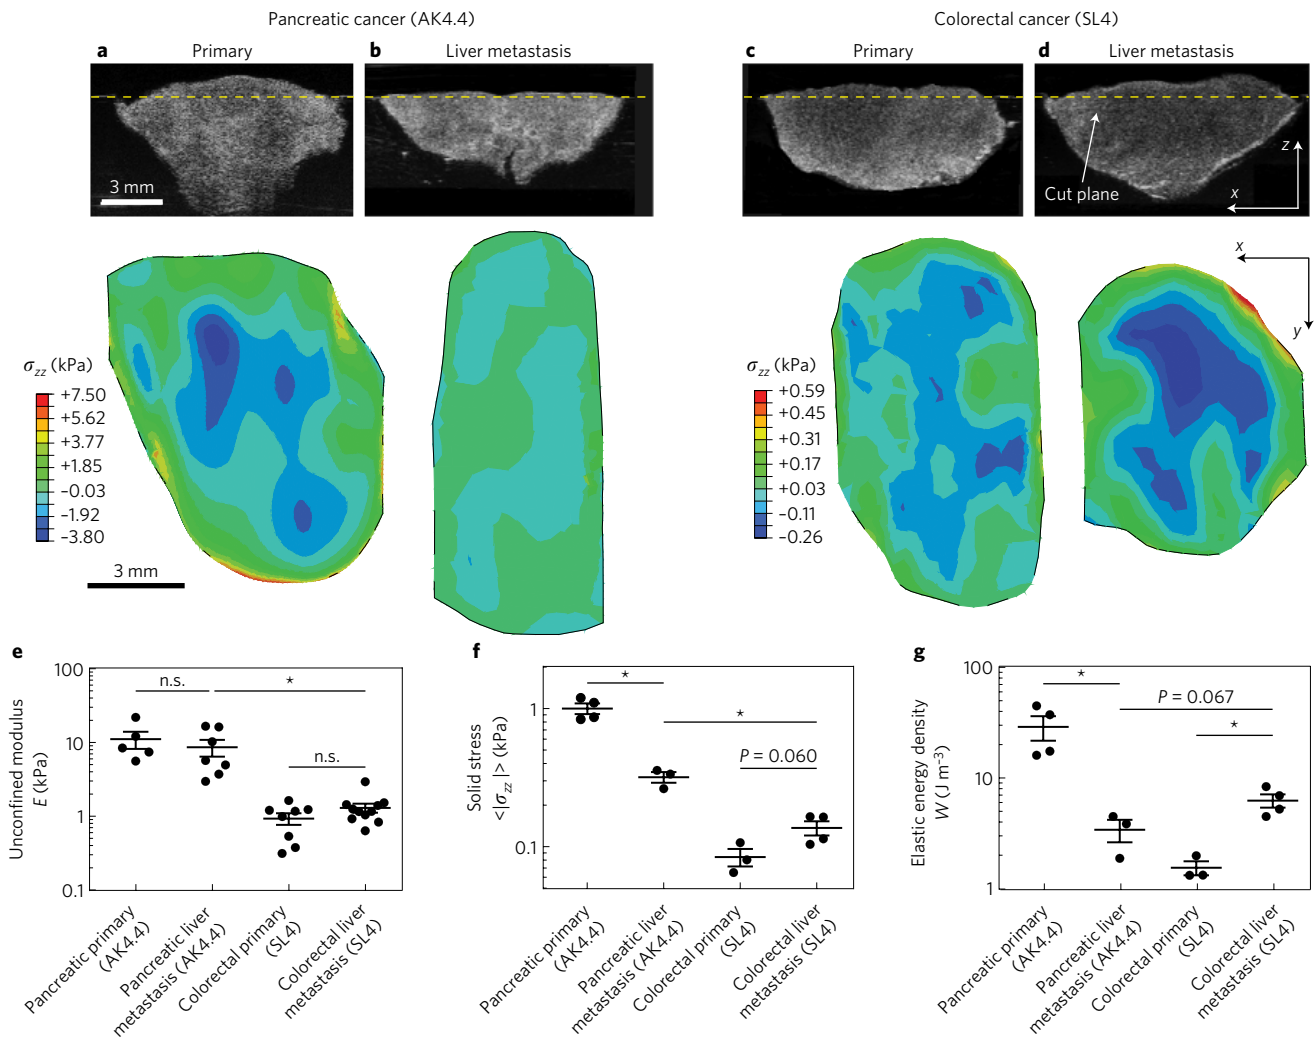 Pancreatic cancer (AK4.4)
Colorectal cancer (SL4)
a
Primary
b
Liver metastasis
c
Primary
d
Liver metastasis
3 mm
Cut plane
z
x
x
y
σzz (kPa)
+7.50
+5.62
+3.77
+1.85
−0.03
−1.92
−3.80
3 mm
σzz (kPa)
+0.59
+0.45
+0.31
+0.17
+0.03
−0.11
−0.26
e
Unconfined modulus
E (kPa)
100
10
1
0.1
n.s.
*
n.s.
Pancreatic primary
(AK4.4)
Pancreatic liver
metastasis (AK4.4)
Colorectal primary
(SL4)
Colorectal liver
metastasis (SL4)
f
Solid stress
<|σzz|> (kPa)
1
0.1
*
*
P = 0.060
Pancreatic primary
(AK4.4)
Pancreatic liver
metastasis (AK4.4)
Colorectal primary
(SL4)
Colorectal liver
metastasis (SL4)
g
Elastic energy density
W (J m⁻³)
100
10
1
*
P = 0.067
*
Pancreatic primary
(AK4.4)
Pancreatic liver
metastasis (AK4.4)
Colorectal primary
(SL4)
Colorectal liver
metastasis (SL4)